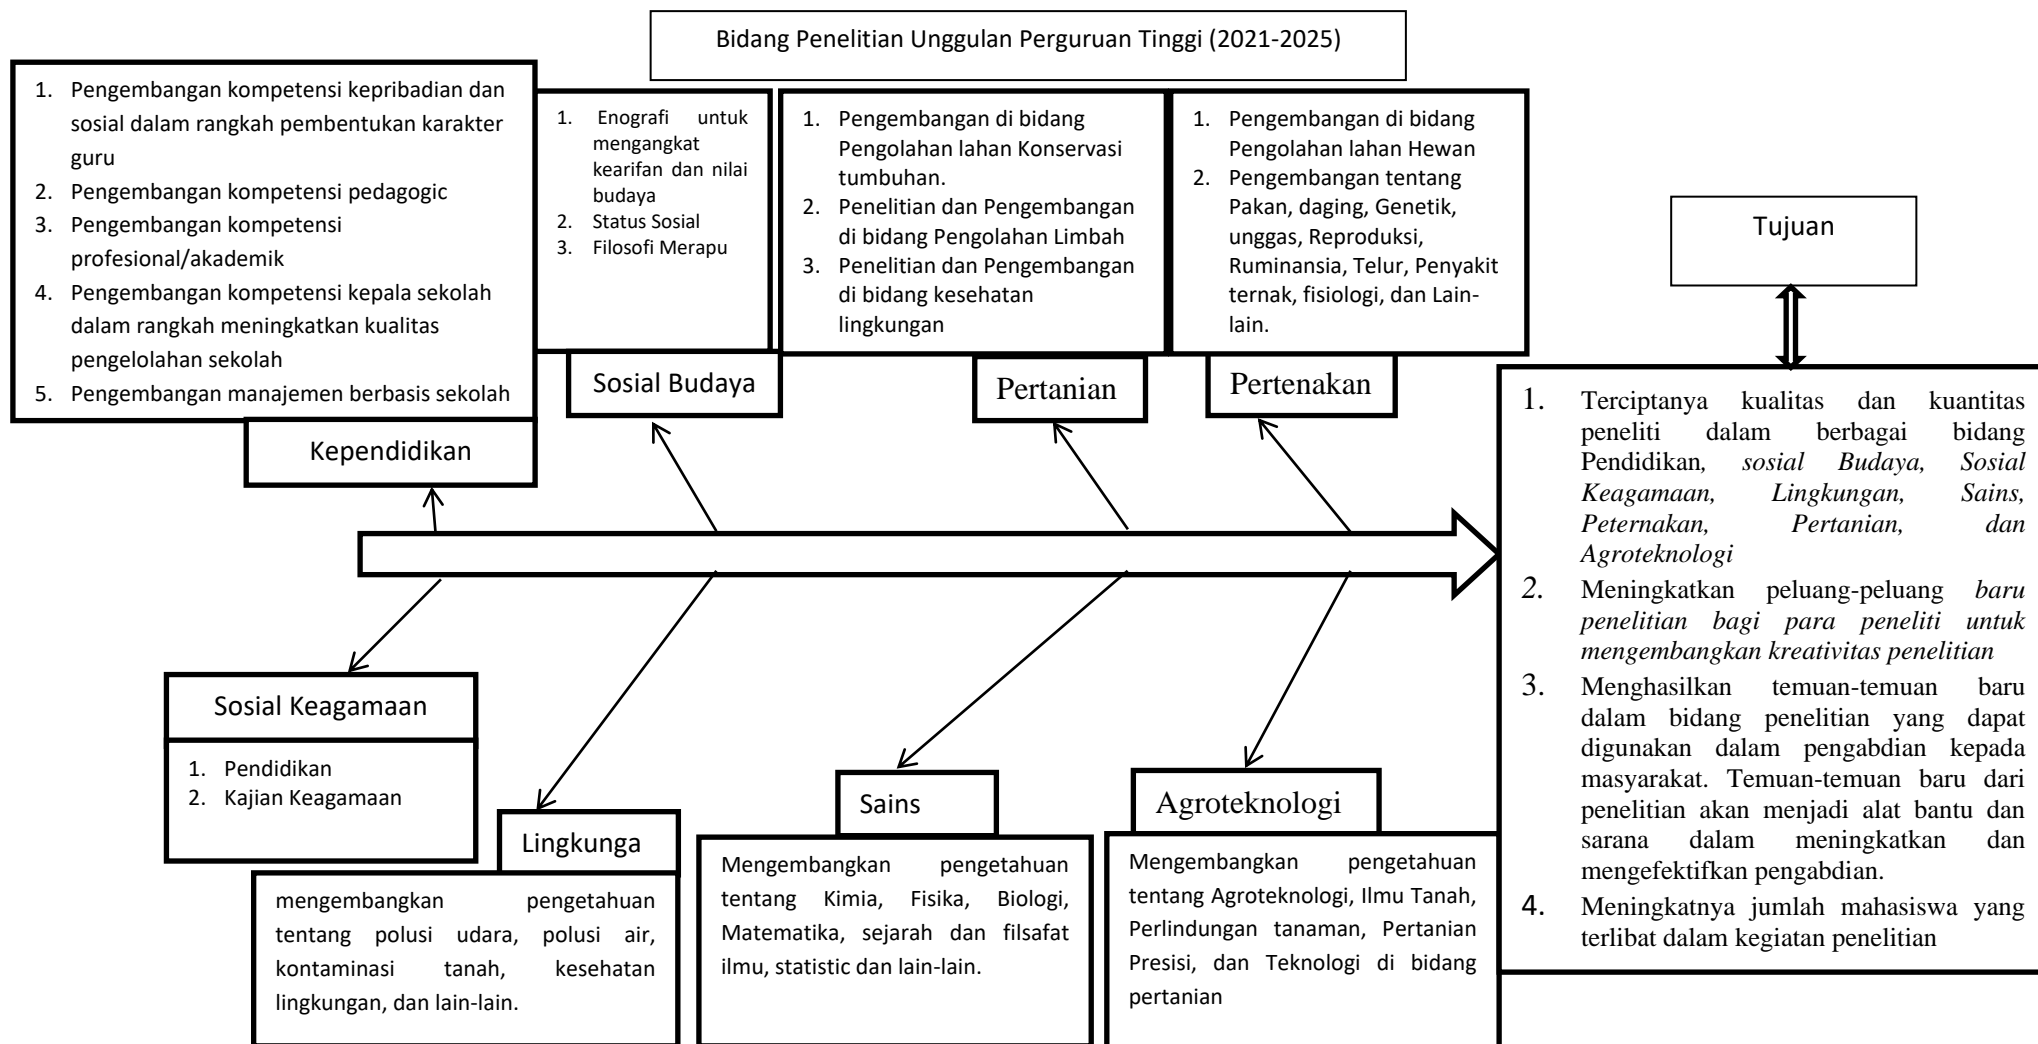 Bidang Penelitian Unggulan Perguruan Tinggi (2021-2025)
1. Pengembangan kompetensi kepribadian dan
sosial dalam rangkah pembentukan karakter
guru
2. Pengembangan kompetensi pedagogic
3. Pengembangan kompetensi
profesional/akademik
4. Pengembangan kompetensi kepala sekolah
dalam rangkah meningkatkan kualitas
pengelolahan sekolah
5. Pengembangan manajemen berbasis sekolah
Kependidikan
1. Enografi untuk
mengangkat
kearifan dan nilai
budaya
2. Status Sosial
3. Filosofi Merapu
Sosial Budaya
1. Pengembangan di bidang
Pengolahan lahan Konservasi
tumbuhan.
2. Penelitian dan Pengembangan
di bidang Pengolahan Limbah
3. Penelitian dan Pengembangan
di bidang kesehatan
lingkungan
Pertanian
1. Pengembangan di bidang
Pengolahan lahan Hewan
2. Pengembangan tentang
Pakan, daging, Genetik,
unggas, Reproduksi,
Ruminansia, Telur, Penyakit
ternak, fisiologi, dan Lain-
lain.
Pertenakan
Tujuan
1. Terciptanya kualitas dan kuantitas
peneliti dalam berbagai bidang
Pendidikan, sosial Budaya, Sosial
Keagamaan, Lingkungan, Sains,
Peternakan, Pertanian, dan
Agroteknologi
2. Meningkatkan peluang-peluang baru
penelitian bagi para peneliti untuk
mengembangkan kreativitas penelitian
3. Menghasilkan temuan-temuan baru
dalam bidang penelitian yang dapat
digunakan dalam pengabdian kepada
masyarakat. Temuan-temuan baru dari
penelitian akan menjadi alat bantu dan
sarana dalam meningkatkan dan
mengefektifkan pengabdian.
4. Meningkatnya jumlah mahasiswa yang
terlibat dalam kegiatan penelitian
Sosial Keagamaan
1. Pendidikan
2. Kajian Keagamaan
Lingkunga
mengembangkan pengetahuan
tentang polusi udara, polusi air,
kontaminasi tanah, kesehatan
lingkungan, dan lain-lain.
Sains
Mengembangkan pengetahuan
tentang Kimia, Fisika, Biologi,
Matematika, sejarah dan filsafat
ilmu, statistic dan lain-lain.
Agroteknologi
Mengembangkan pengetahuan
tentang Agroteknologi, Ilmu Tanah,
Perlindungan tanaman, Pertanian
Presisi, dan Teknologi di bidang
pertanian